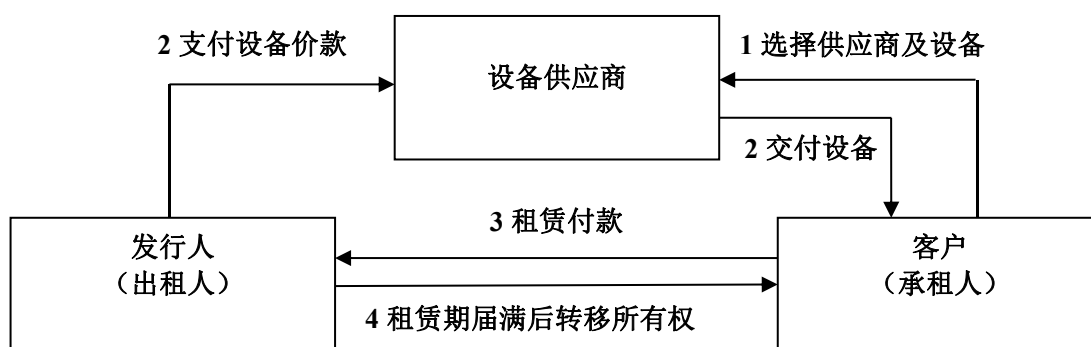 2 支付设备价款
1 选择供应商及设备
设备供应商
2 交付设备
3 租赁付款
发行人
（出租人）
客户
（承租人）
4 租赁期届满后转移所有权